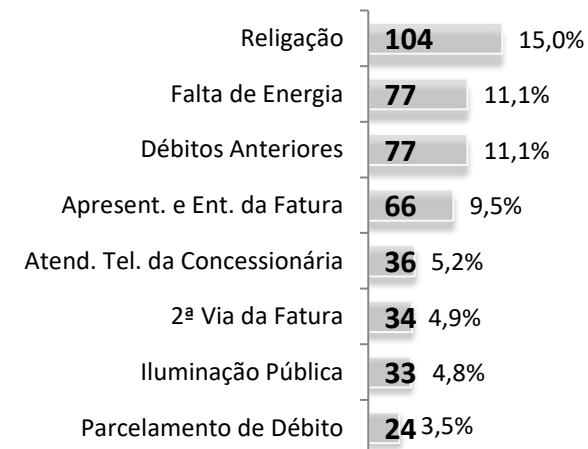 Religação 104 15,0%
Falta de Energia 77 11,1%
Débitos Anteriores 77 11,1%
Apresent. e Ent. da Fatura 66 9,5%
Atend. Tel. da Concessionária 36 5,2%
2ª Via da Fatura 34 4,9%
Iluminação Pública 33 4,8%
Parcelamento de Débito 24 3,5%